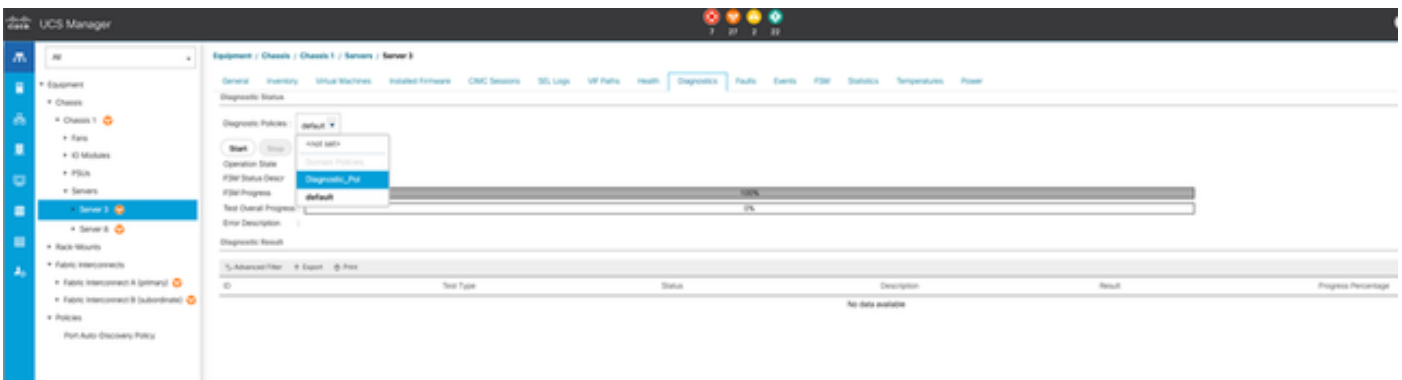 cisco UCS Manager
7 27 2 22
All
Equipment
Chassis
Chassis 1
Fans
IO Modules
PSUs
Servers
Server 3
Server 8
Rack-Mounts
Fabric Interconnects
Fabric Interconnect A (primary)
Fabric Interconnect B (subordinate)
Policies
Port Auto-Discovery Policy
Equipment / Chassis / Chassis 1 / Servers / Server 3
General Inventory Virtual Machines Installed Firmware CIMC Sessions SEL Logs VIF Paths Health Diagnostics Faults Events FSM Statistics Temperatures Power
Diagnostic Status
Diagnostic Policies : default
<not set>
Domain Policies
Diagnostic_Pol
default
Start Stop
Operation State
FSM Status Descr
FSM Progress 100%
Test Overall Progress : 0%
Error Description :
Diagnostic Result
Advanced Filter Export Print
ID Test Type Status Description Result Progress Percentage
No data available